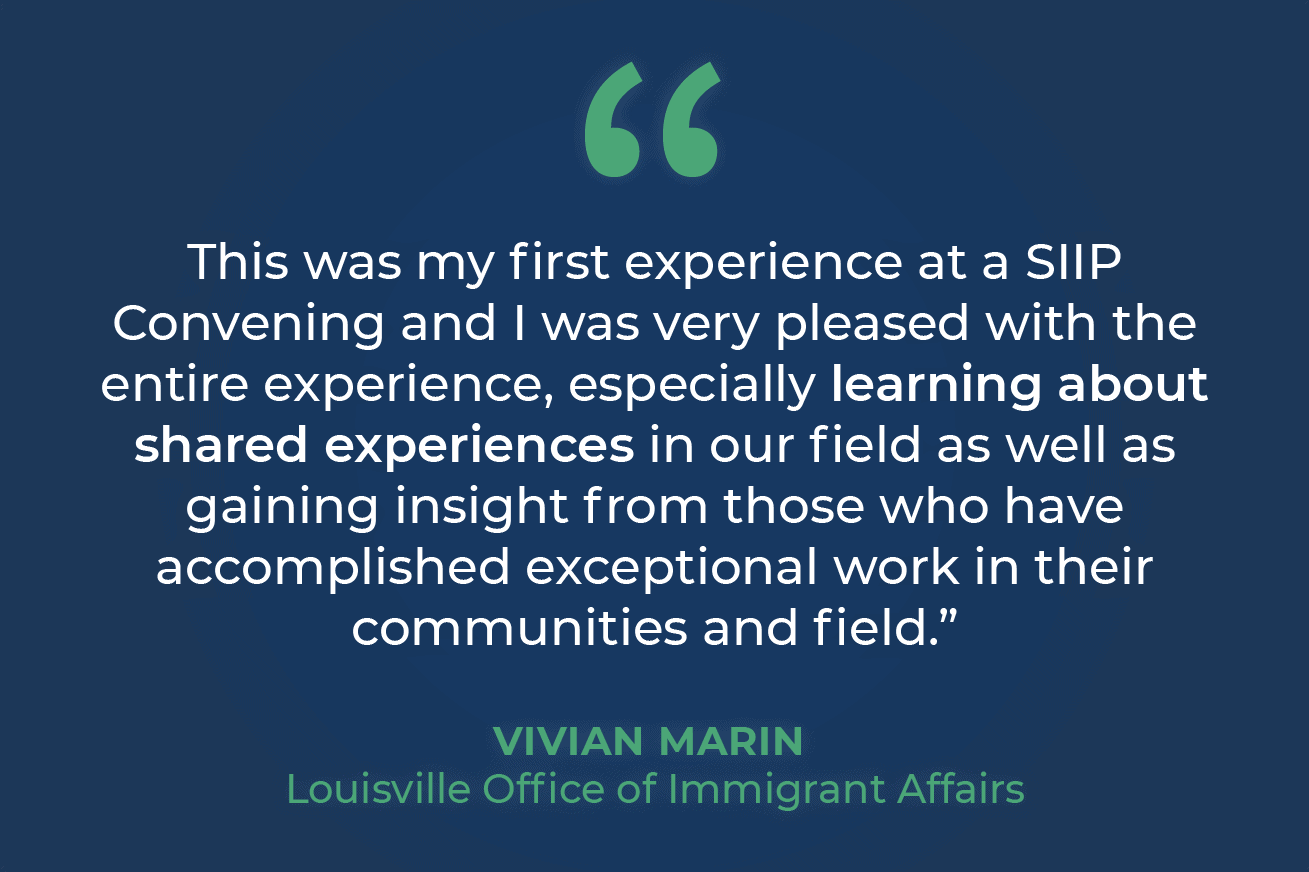 “
This was my first experience at a SIIP
Convening and I was very pleased with the
entire experience, especially learning about
shared experiences in our field as well as
gaining insight from those who have
accomplished exceptional work in their
communities and field.”
VIVIAN MARIN
Louisville Office of Immigrant Affairs